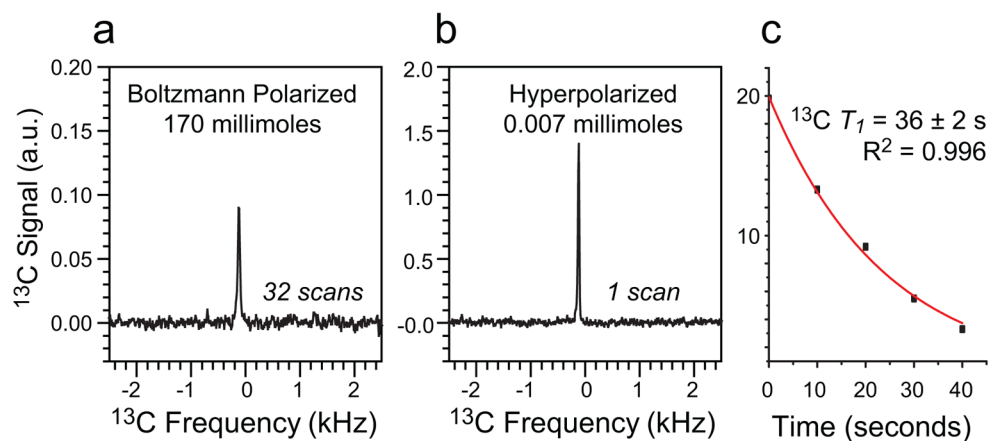 a
Boltzmann Polarized
170 millimoles
32 scans
0.20
0.15
0.10
0.05
0.00
¹³C Signal (a.u.)
-2 -1 0 1 2
¹³C Frequency (kHz)
b
Hyperpolarized
0.007 millimoles
1 scan
2.0
1.5
1.0
0.5
-0.0
-2 -1 0 1 2
¹³C Frequency (kHz)
c
¹³C T₁ = 36 ± 2 s
R² = 0.996
20
10
0 10 20 30 40
Time (seconds)